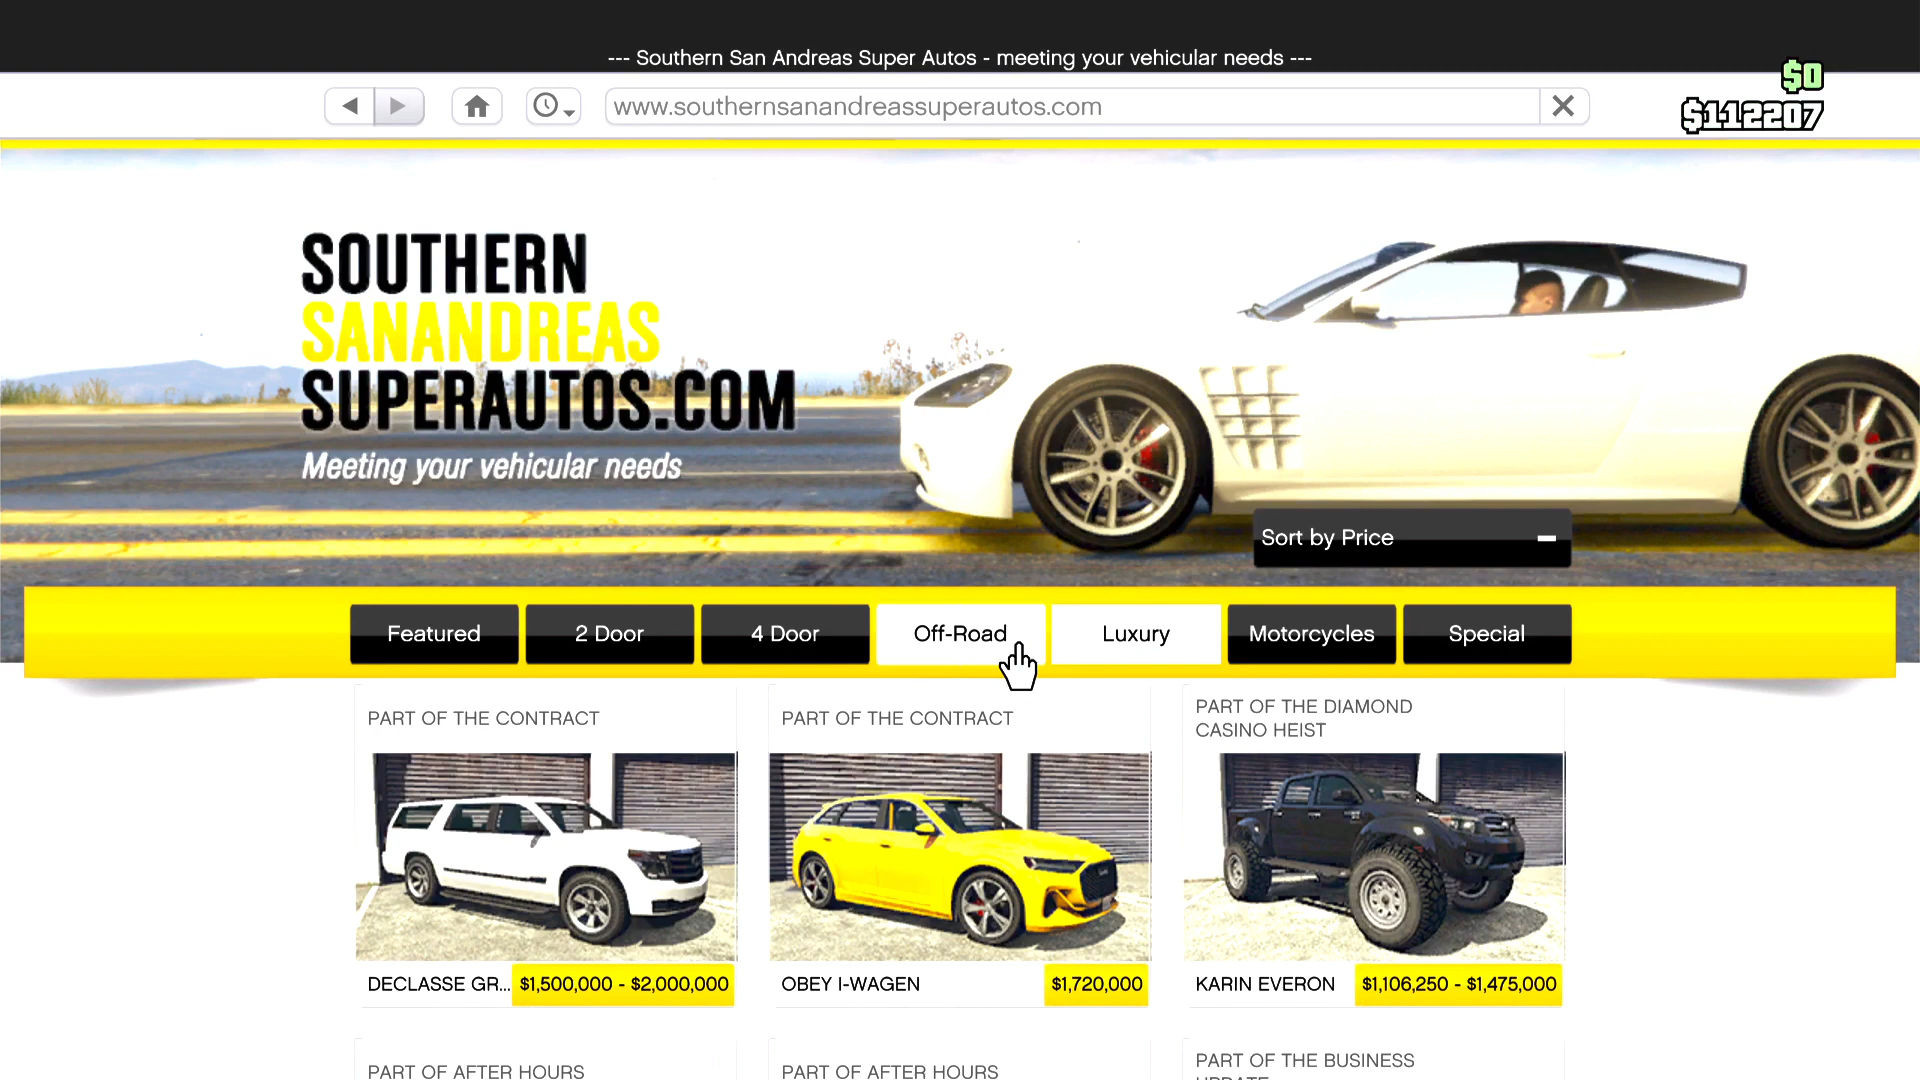 --- Southern San Andreas Super Autos - meeting your vehicular needs ---
www.southernsanandreassuperautos.com
$0
$112207
SOUTHERN
SANANDREAS
SUPERAUTOS.COM
Meeting your vehicular needs
Sort by Price
Featured
2 Door
4 Door
Off-Road
Luxury
Motorcycles
Special
PART OF THE CONTRACT
DECLASSE GR...
$1,500,000 - $2,000,000
PART OF THE CONTRACT
OBEY I-WAGEN
$1,720,000
PART OF THE DIAMOND
CASINO HEIST
KARIN EVERON
$1,106,250 - $1,475,000
PART OF AFTER HOURS
PART OF AFTER HOURS
PART OF THE BUSINESS
UPDATE